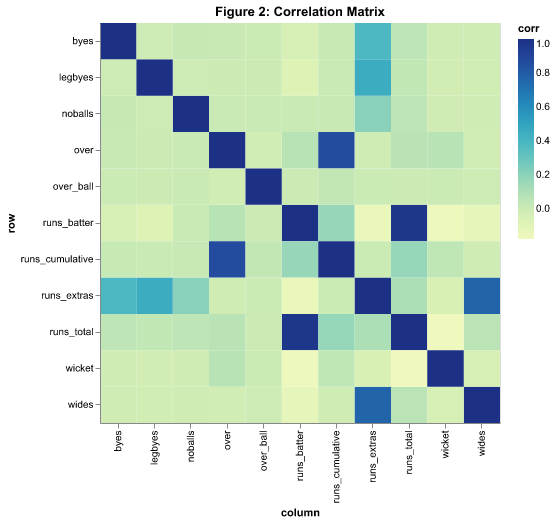 Figure 2: Correlation Matrix
corr
1.0
0.8
0.6
0.4
0.2
0.0
row
byes
legbyes
noballs
over
over_ball
runs_batter
runs_cumulative
runs_extras
runs_total
wicket
wides
byes
legbyes
noballs
over
over_ball
runs_batter
runs_cumulative
runs_extras
runs_total
wicket
wides
column